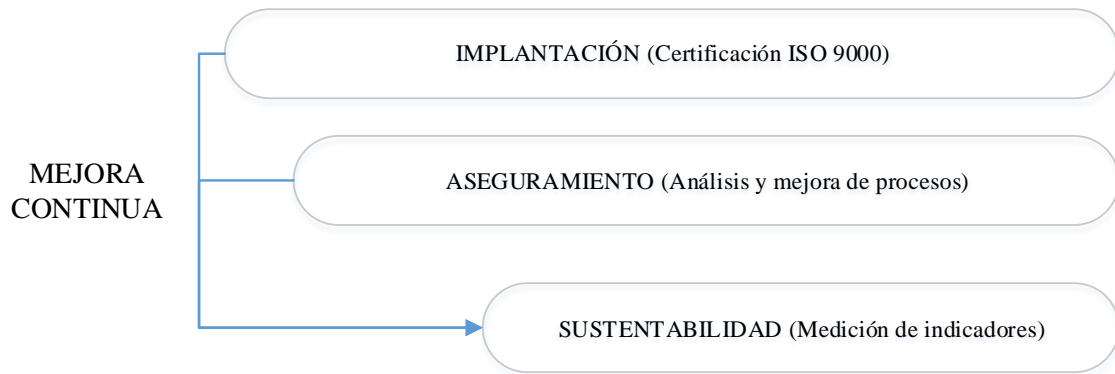 IMPLANTACIÓN (Certificación ISO 9000)
MEJORA
CONTINUA
ASEGURAMIENTO (Análisis y mejora de procesos)
SUSTENTABILIDAD (Medición de indicadores)